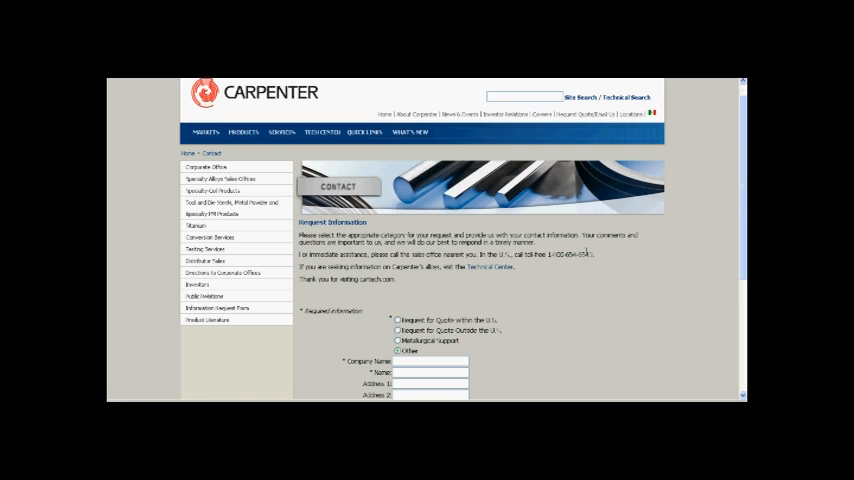 CARPENTER
Site Search / Technical Search
Home | About Carpenter | News & Events | Investor Relations | Careers | Request Quote/Email Us | Locations |
MARKETS PRODUCTS SERVICES TECH CENTER QUICK LINKS WHAT'S NEW
Home › Contact
Corporate Office
Specialty Alloys Sales Offices
Specialty Coil Products
Tool and Die Steels, Metal Powder and
Specialty PM Products
Titanium
Conversion Services
Testing Services
Distributor Sales
Directions to Corporate Offices
Investors
Public Relations
Information Request Form
Product Literature
CONTACT
Request Information
Please select the appropriate category for your request and provide us with your contact information. Your comments and
questions are important to us, and we will do our best to respond in a timely manner.
For immediate assistance, please call the sales office nearest you. In the U.S., call toll-free
If you are seeking information on Carpenter's alloys, visit the Technical Center.
Thank you for visiting cartech.com.
* Required information
* Request for Quote within the U.S.
Request for Quote Outside the U.S.
Metallurgical Support
Other
* Company Name:
* Name:
Address 1:
Address 2: